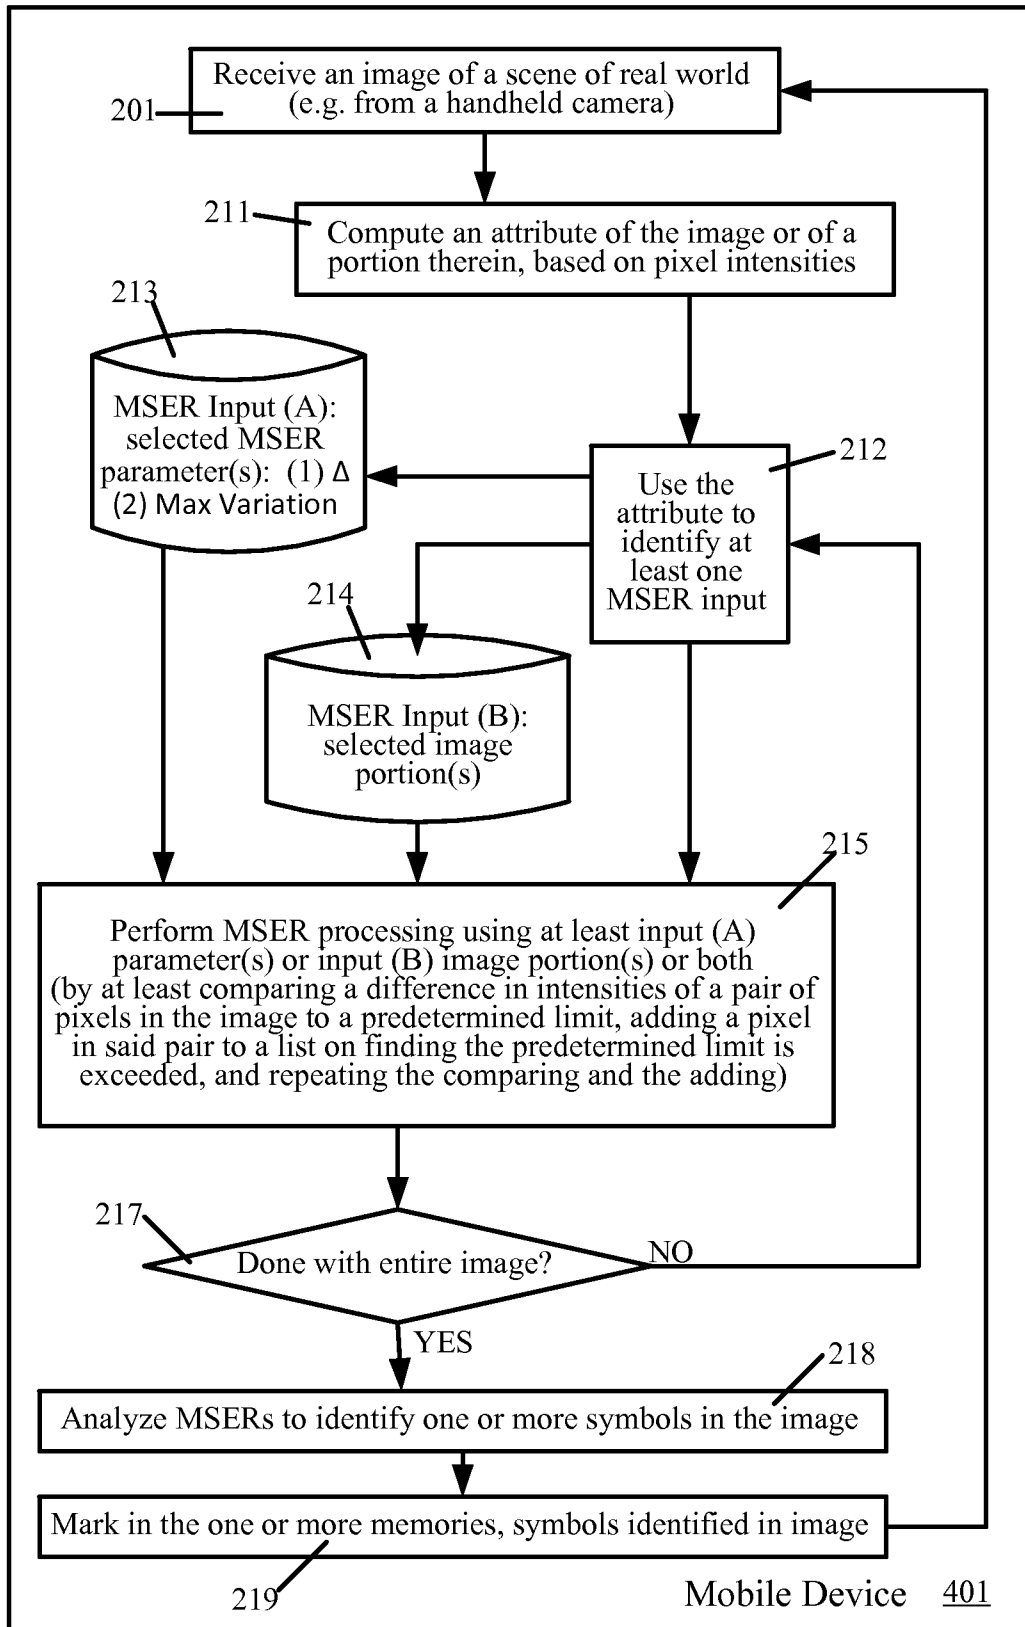 Receive an image of a scene of real world
(e.g. from a handheld camera)
201
211
Compute an attribute of the image or of a
portion therein, based on pixel intensities
213
MSER Input (A):
selected MSER
parameter(s): (1) Δ
(2) Max Variation
212
Use the
attribute to
identify at
least one
MSER input
214
MSER Input (B):
selected image
portion(s)
215
Perform MSER processing using at least input (A)
parameter(s) or input (B) image portion(s) or both
(by at least comparing a difference in intensities of a pair of
pixels in the image to a predetermined limit, adding a pixel
in said pair to a list on finding the predetermined limit is
exceeded, and repeating the comparing and the adding)
217
Done with entire image?
NO
YES
218
Analyze MSERs to identify one or more symbols in the image
Mark in the one or more memories, symbols identified in image
219
Mobile Device 401